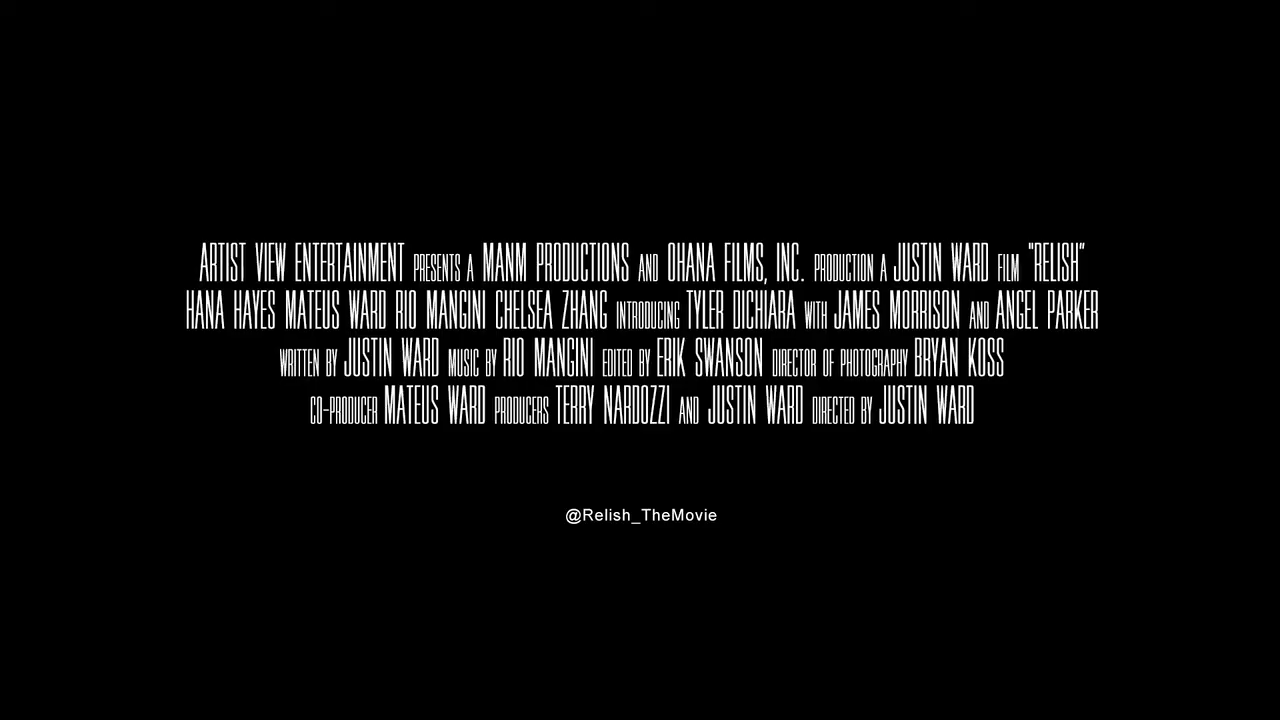 ARTIST VIEW ENTERTAINMENT PRESENTS A MANM PRODUCTIONS AND OHANA FILMS, INC. PRODUCTION A JUSTIN WARD FILM "RELISH"
HANA HAYES MATEUS WARD RIO MANGINI CHELSEA ZHANG INTRODUCING TYLER DICHIARA WITH JAMES MORRISON AND ANGEL PARKER
WRITTEN BY JUSTIN WARD MUSIC BY RIO MANGINI EDITED BY ERIK SWANSON DIRECTOR OF PHOTOGRAPHY BRYAN KOSS
CO-PRODUCER MATEUS WARD PRODUCERS TERRY NARDOZZI AND JUSTIN WARD DIRECTED BY JUSTIN WARD
@Relish_TheMovie